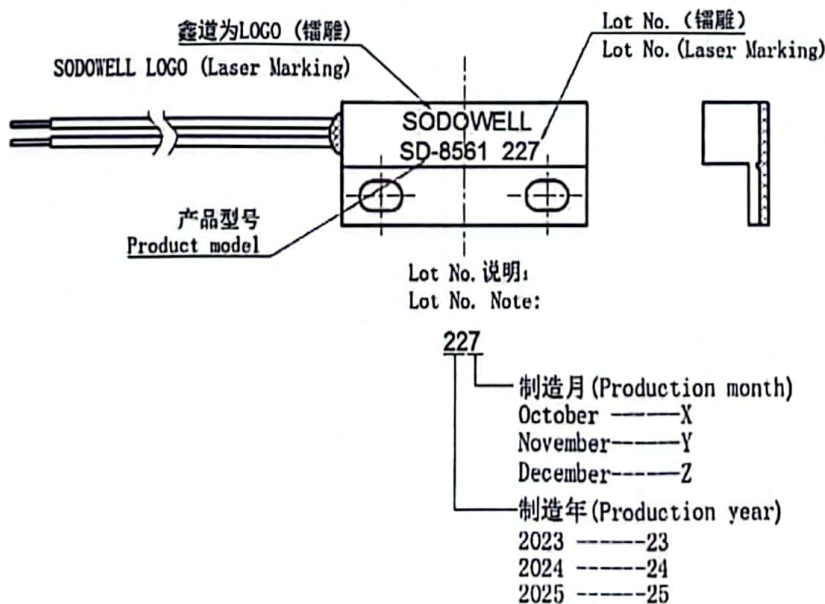 鑫道为LOGO (镭雕)
SODOWELL LOGO (Laser Marking)
Lot No. (镭雕)
Lot No. (Laser Marking)
SODOWELL
SD-8561 227
产品型号
Product model
Lot No. 说明:
Lot No. Note:
227
制造月(Production month)
October ------X
November------Y
December------Z
制造年(Production year)
2023 ------23
2024 ------24
2025 ------25